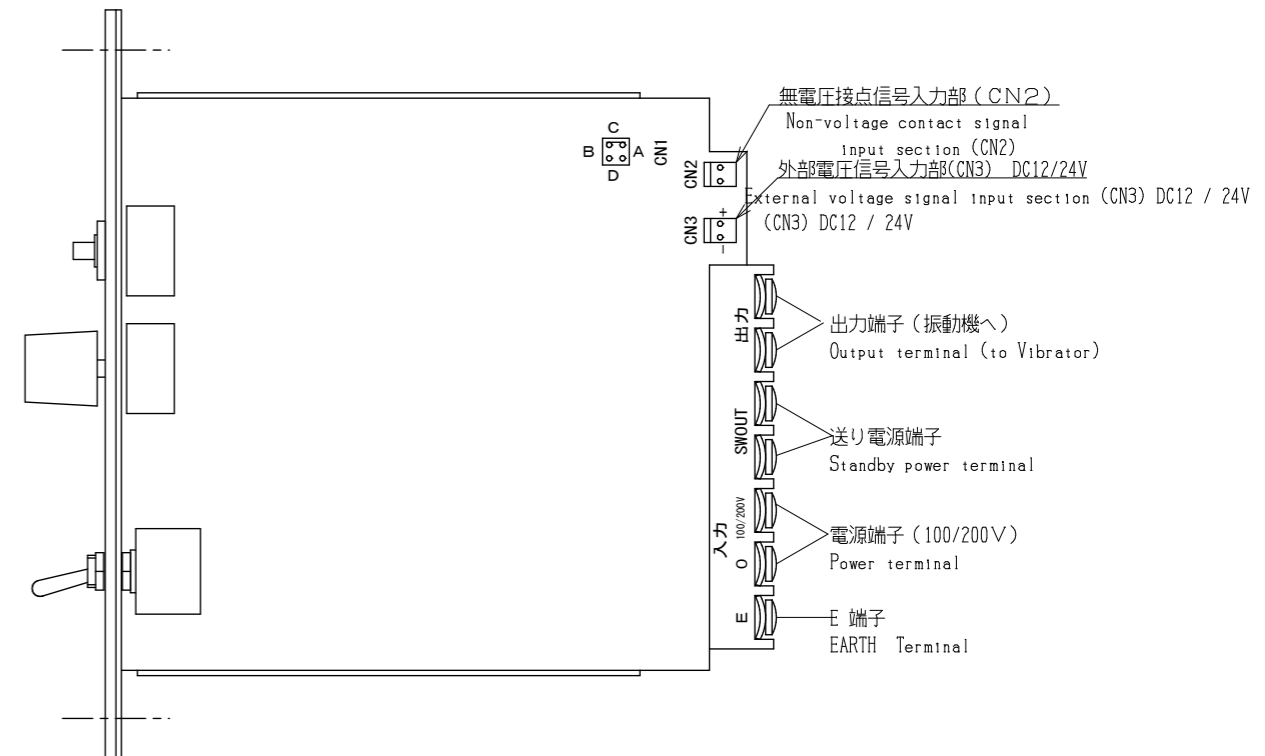 無電圧接点信号入力部（CN2）
Non-voltage contact signal
input section (CN2)
外部電圧信号入力部(CN3) DC12/24V
External voltage signal input section (CN3) DC12 / 24V
(CN3) DC12 / 24V
C
B
A
D
CN1
CN2
CN3
+
-
出力
出力端子（振動機へ）
Output terminal (to Vibrator)
SWOUT
送り電源端子
Standby power terminal
入力
100/200V
O
電源端子（100/200V）
Power terminal
E
E 端子
EARTH Terminal